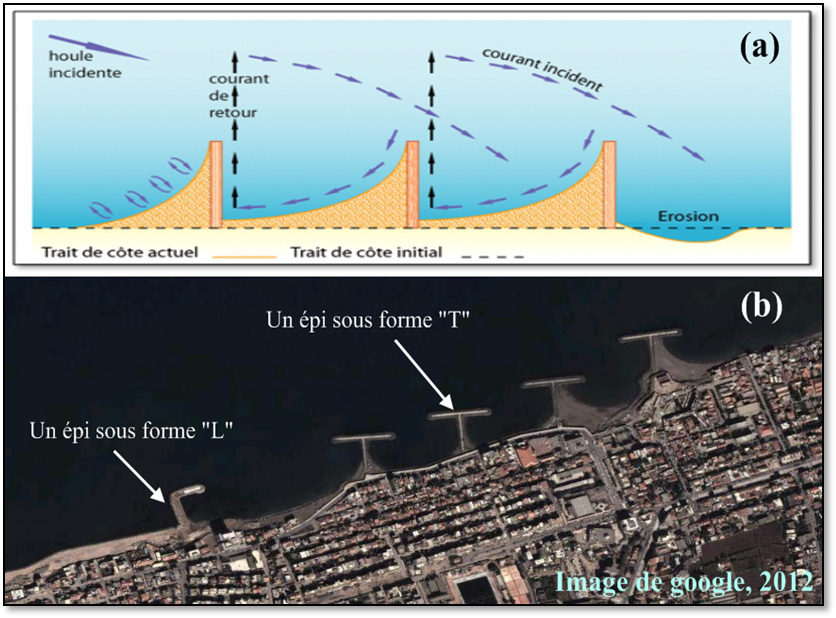 (a)
houle
incidente
courant
de
retour
courant incident
Erosion
Trait de côte actuel
Trait de côte initial
(b)
Un épi sous forme "T"
Un épi sous forme "L"
Image de google, 2012